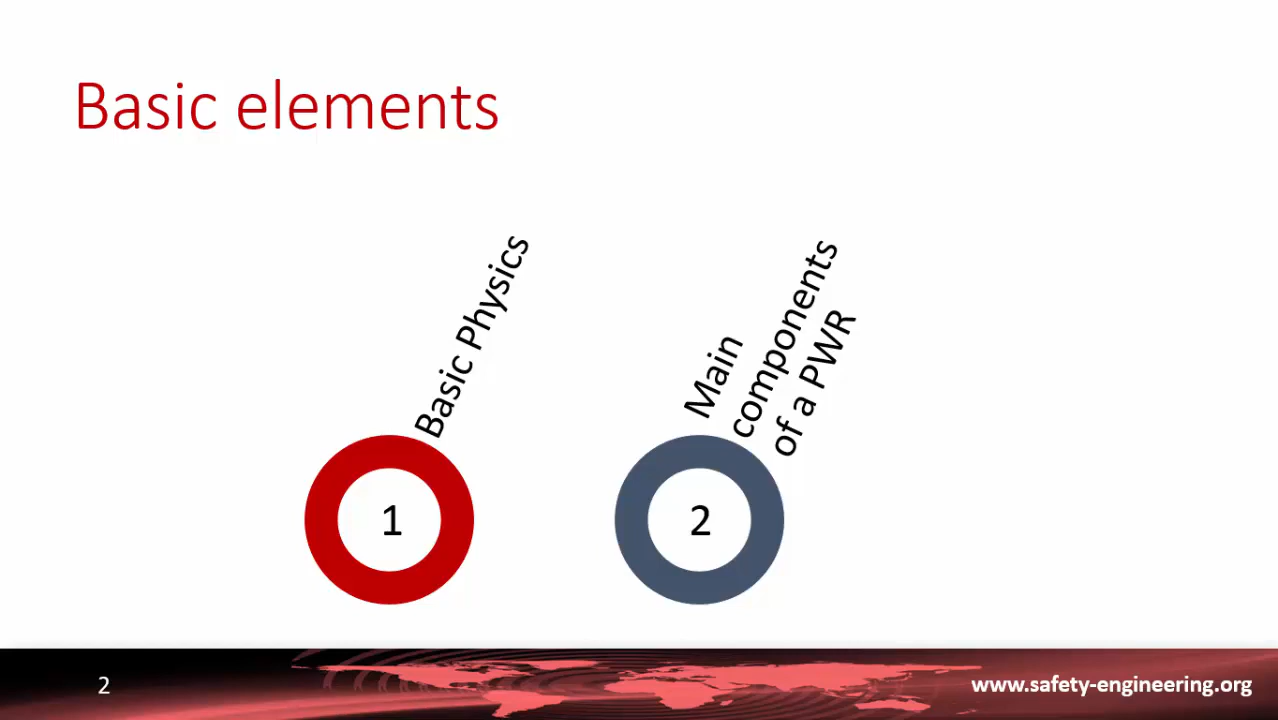 Basic elements
Basic Physics
Main
components
of a PWR
1
2
2
www.safety-engineering.org